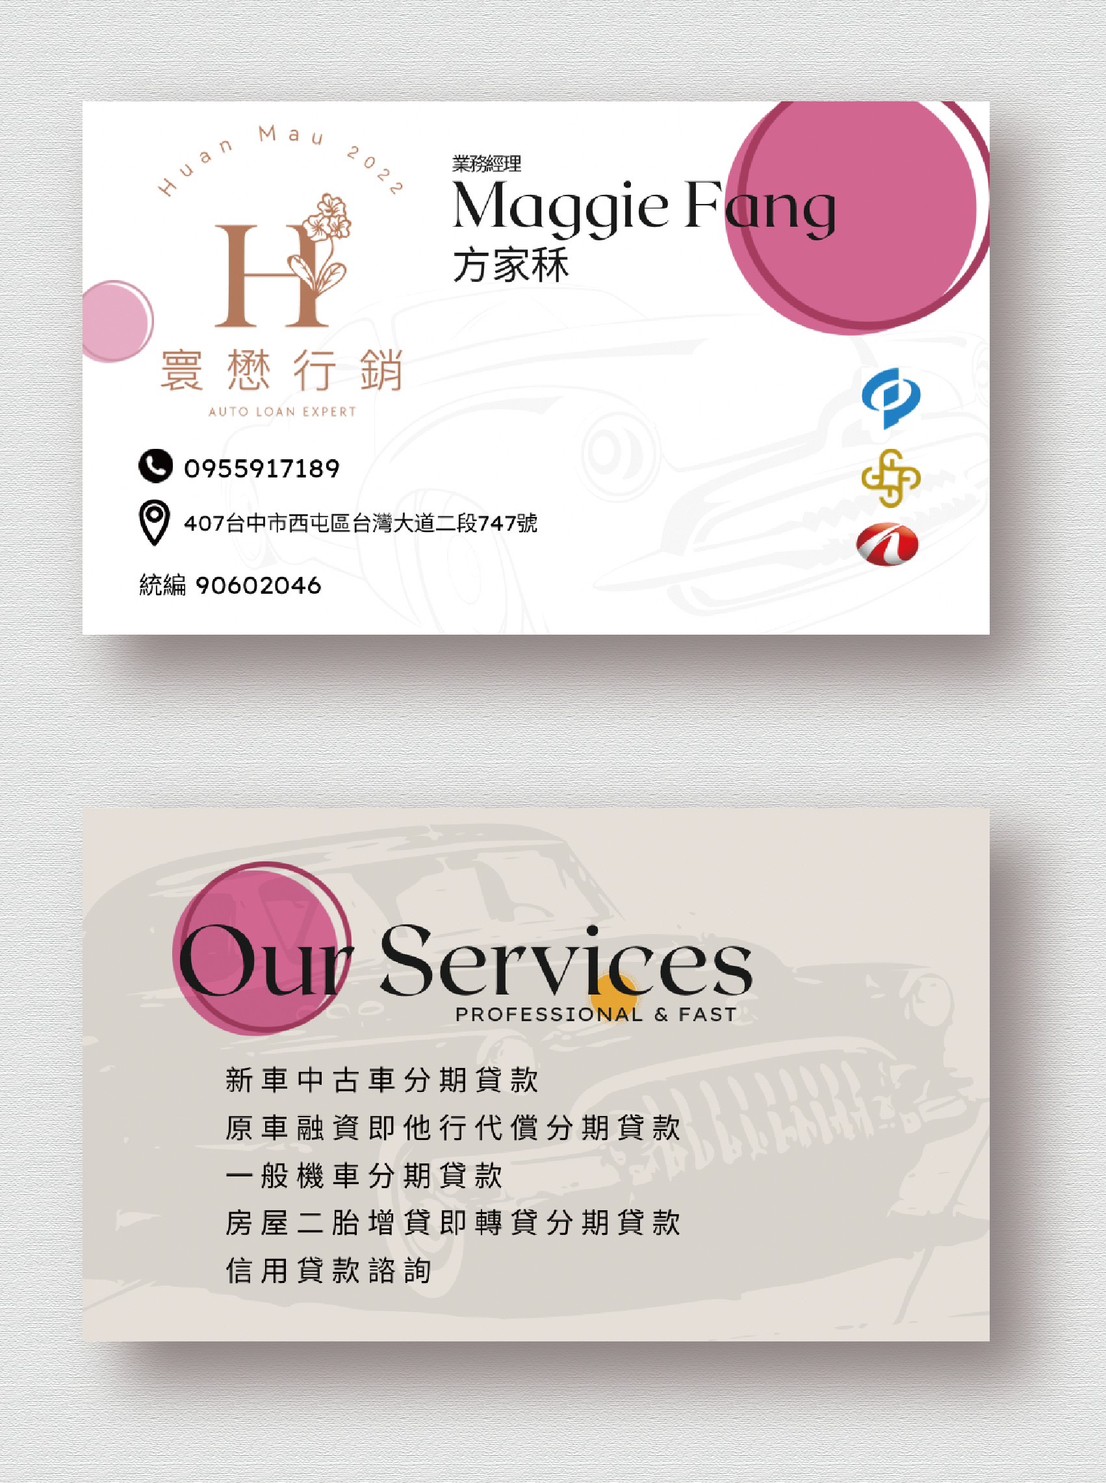 Huan Mau 2022
H
寰懋行銷
AUTO LOAN EXPERT
業務經理
Maggie Fang
方家秝
0955917189
407台中市西屯區台灣大道二段747號
統編 90602046
Our Services
PROFESSIONAL & FAST
新車中古車分期貸款
原車融資即他行代償分期貸款
一般機車分期貸款
房屋二胎增貸即轉貸分期貸款
信用貸款諮詢